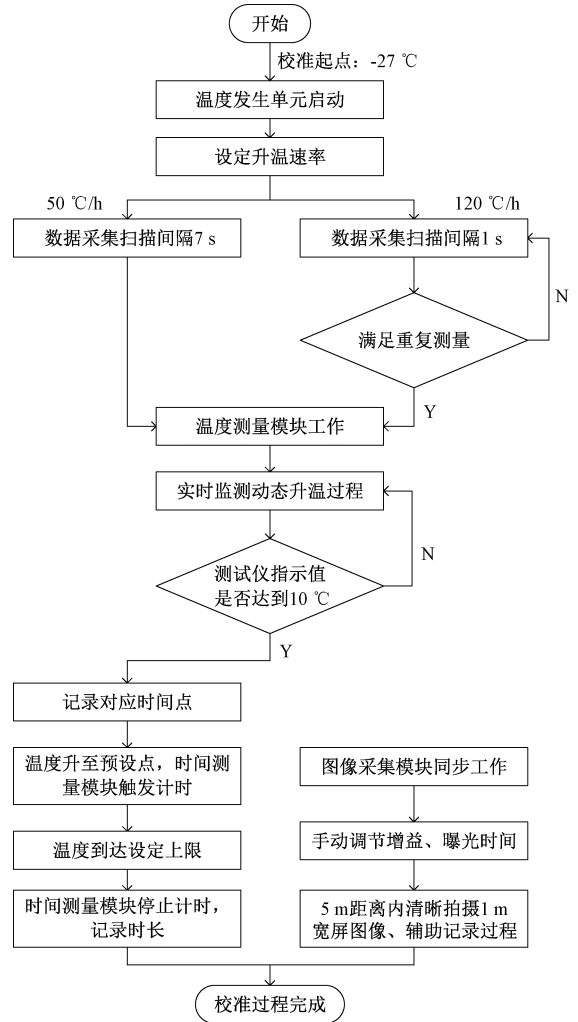 开始
校准起点：-27 ℃
温度发生单元启动
设定升温速率
50 ℃/h
120 ℃/h
数据采集扫描间隔7 s
数据采集扫描间隔1 s
N
满足重复测量
Y
温度测量模块工作
实时监测动态升温过程
N
测试仪指示值
是否达到10 ℃
Y
记录对应时间点
温度升至预设点，时间测
量模块触发计时
图像采集模块同步工作
手动调节增益、曝光时间
温度到达设定上限
时间测量模块停止计时，
记录时长
5 m距离内清晰拍摄1 m
宽屏图像、辅助记录过程
校准过程完成